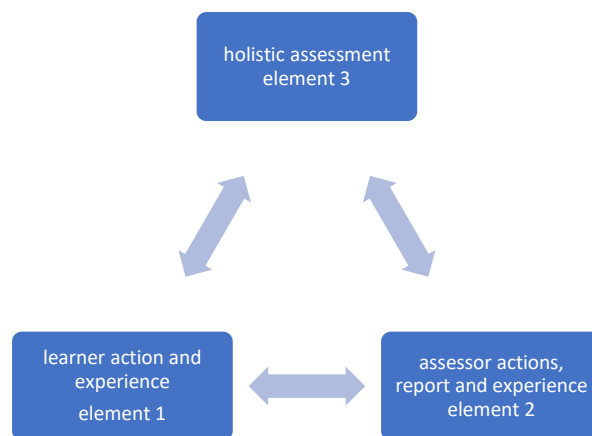 holistic assessment
element 3
learner action and
experience
element 1
assessor actions,
report and experience
element 2